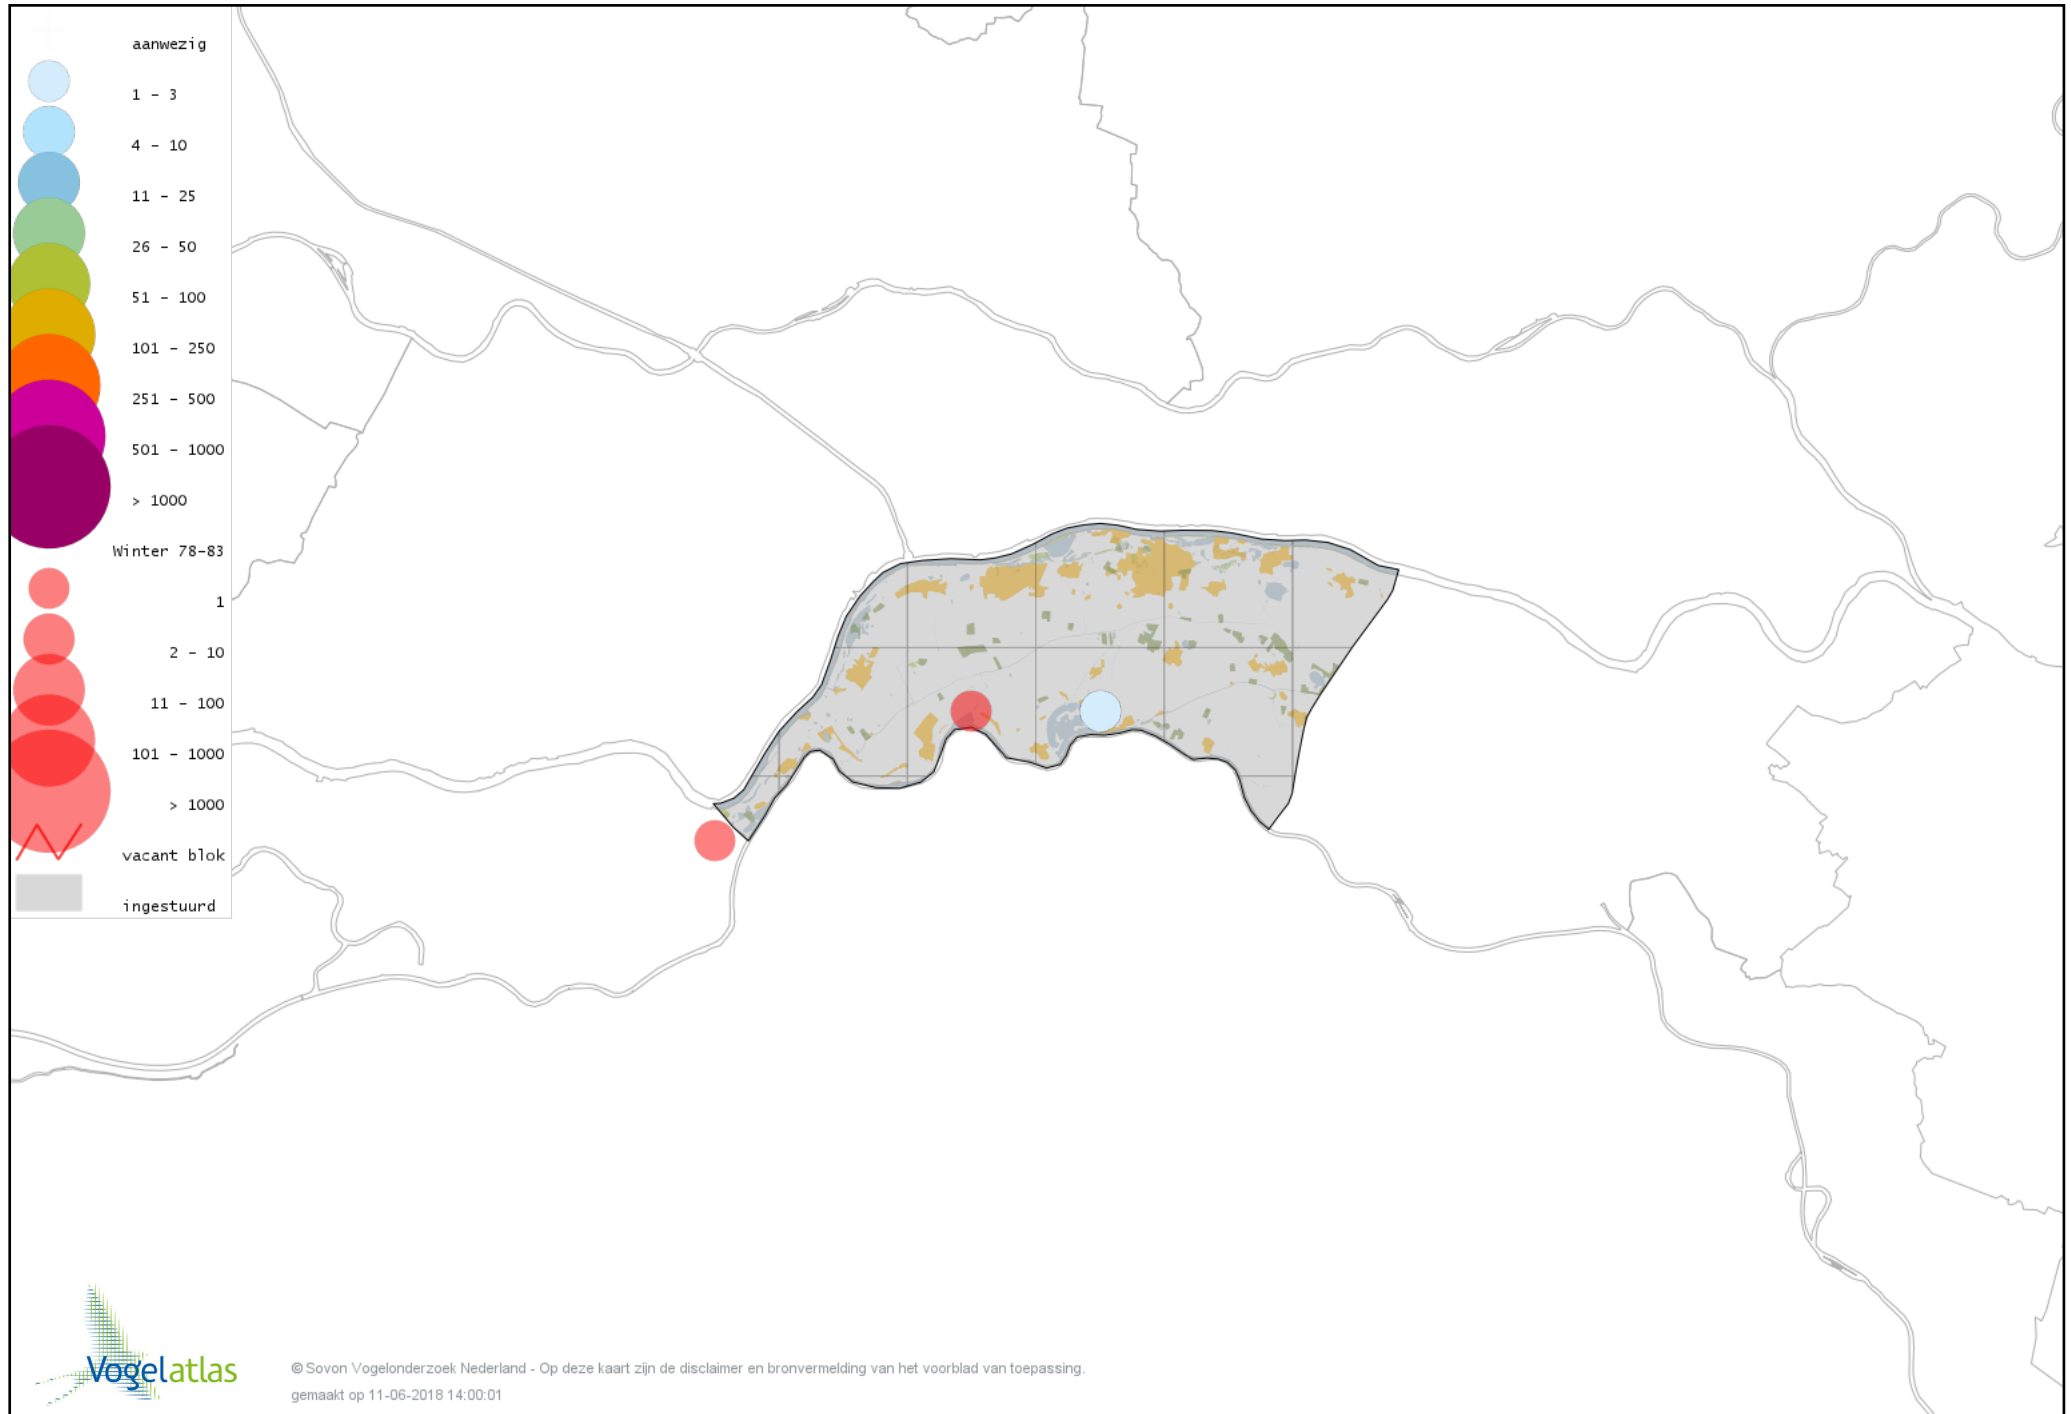 aanwezig
1 - 3
4 - 10
11 - 25
26 - 50
51 - 100
101 - 250
251 - 500
501 - 1000
> 1000
Winter 78-83
1
2 - 10
11 - 100
101 - 1000
> 1000
vacant blok
ingestuurd
Vogelatlas
© Sovon Vogelonderzoek Nederland - Op deze kaart zijn de disclaimer en bronvermelding van het voorblad van toepassing.
gemaakt op 11-06-2018 14:00:01